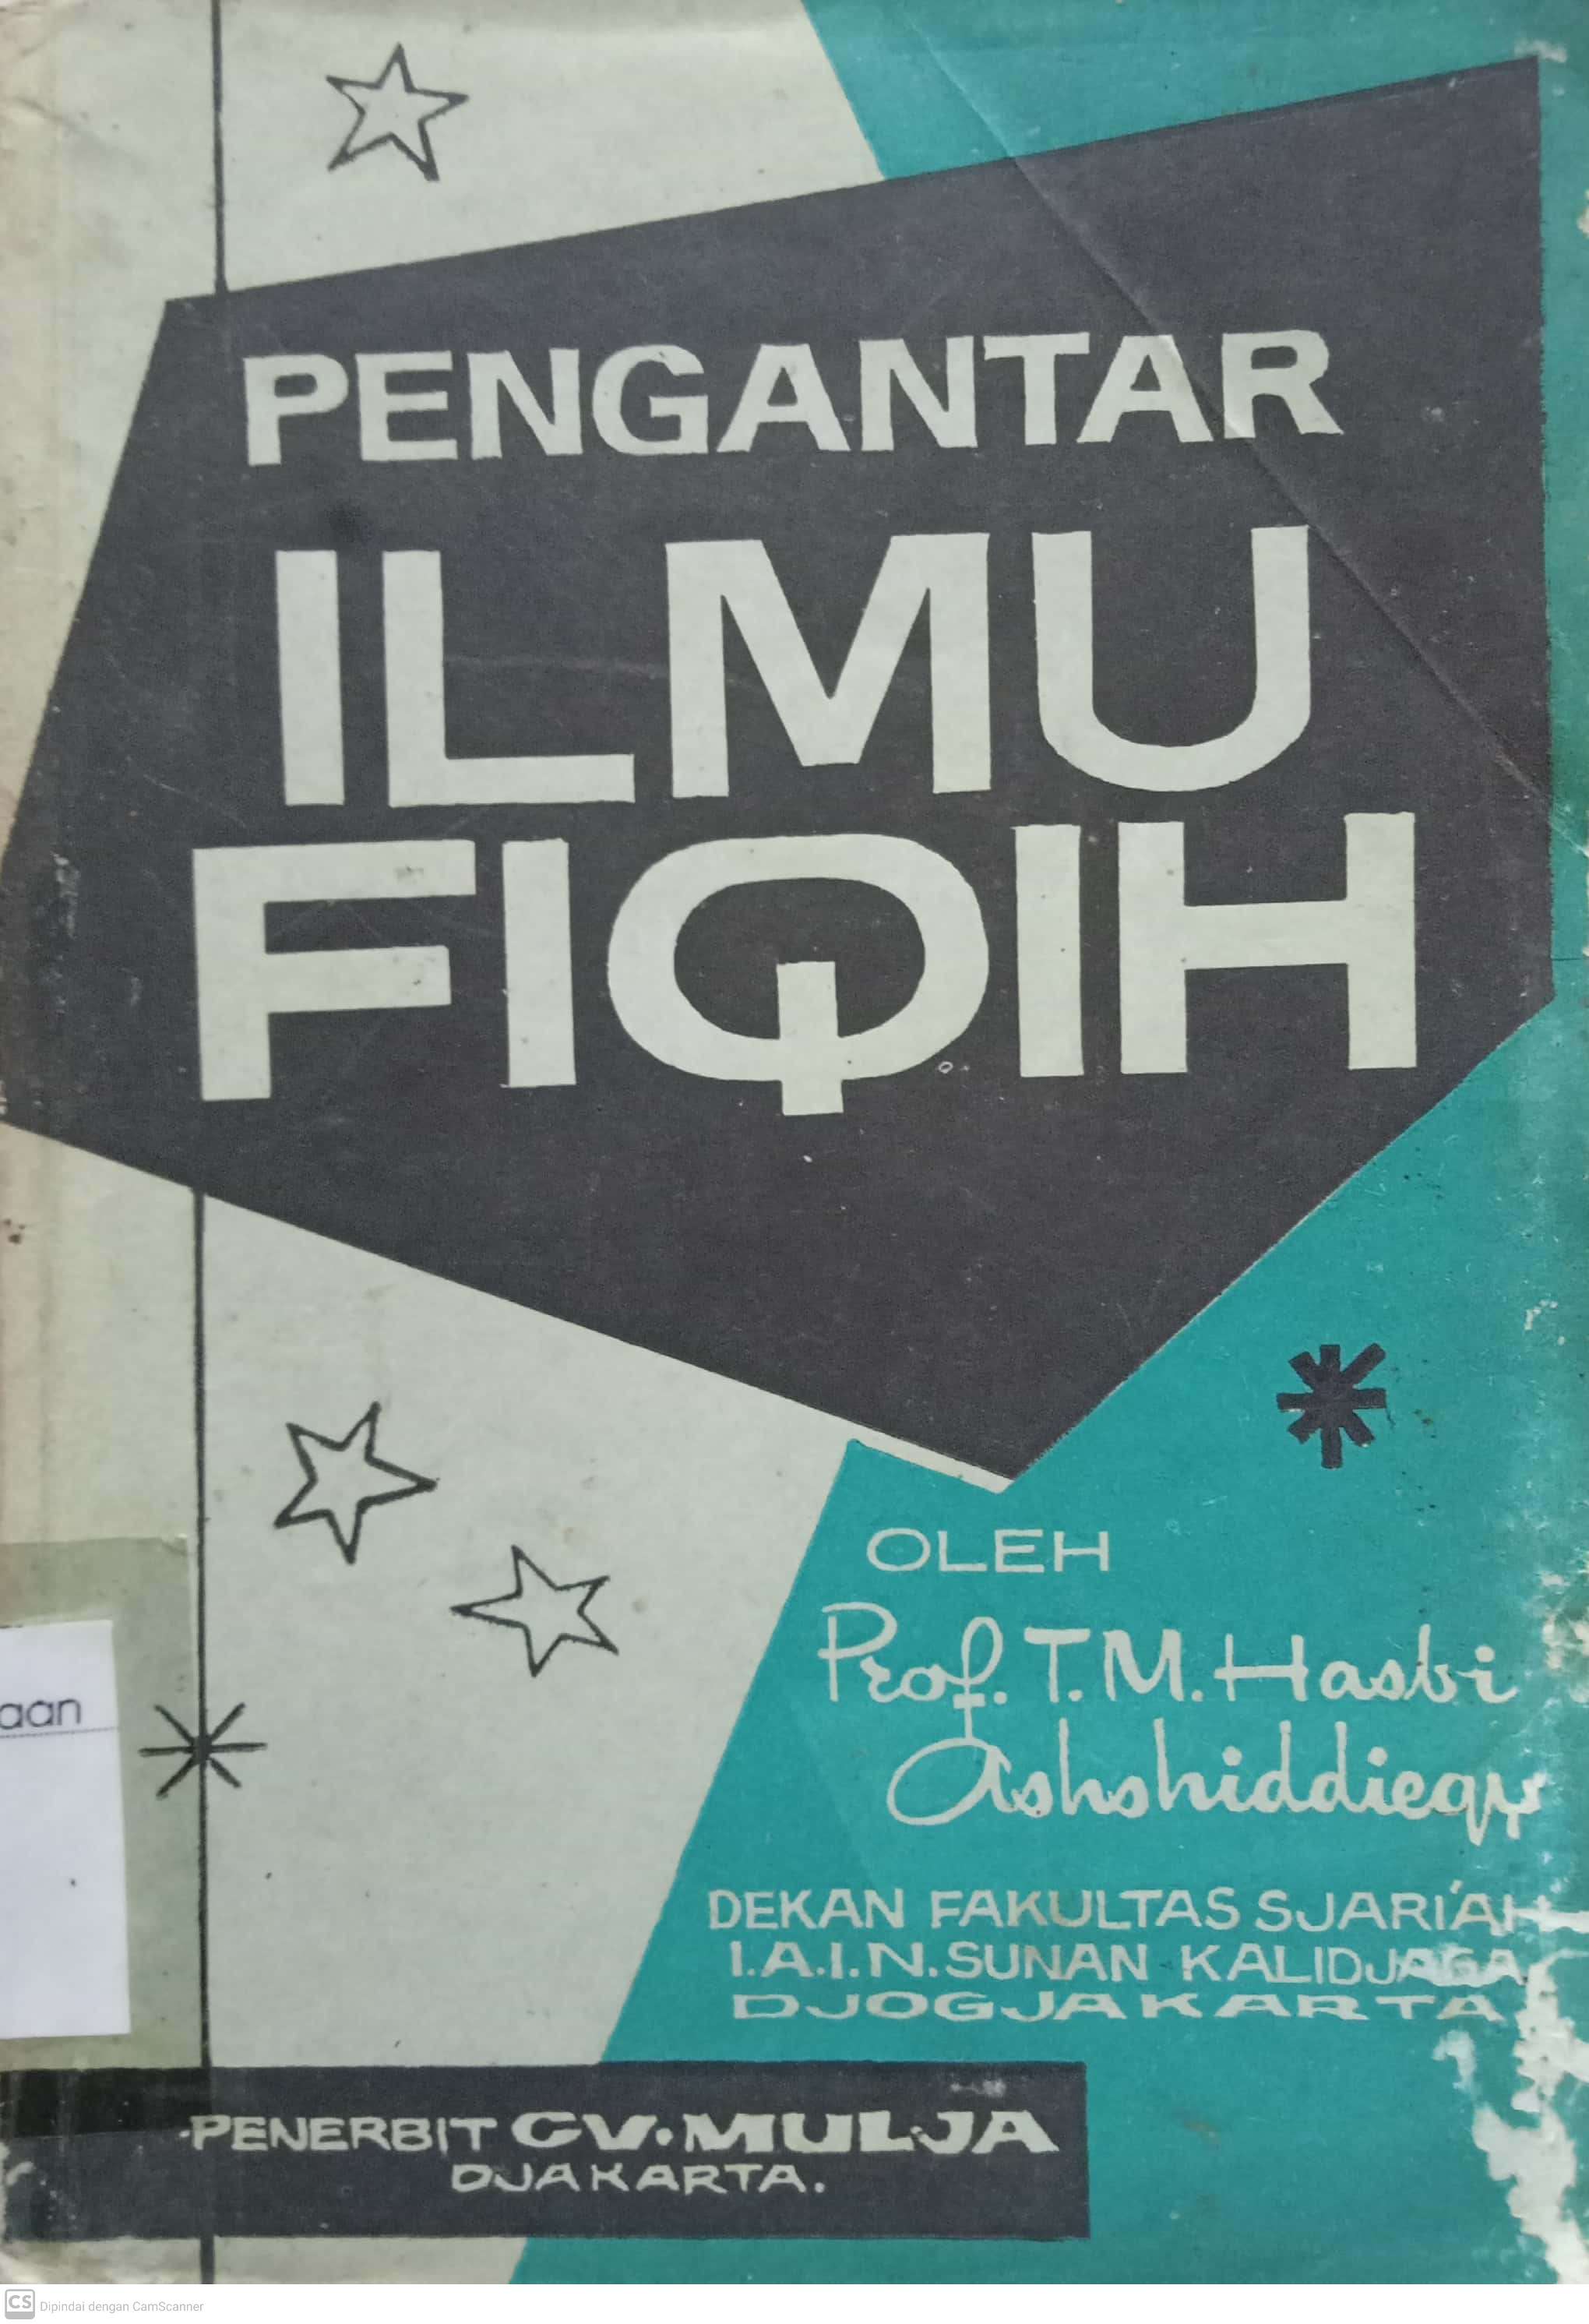 PENGANTAR
ILMU
FIQIH
OLEH
Prof. T.M. Hasbi
Ashshiddieqy
DEKAN FAKULTAS SJARI'AH
I.A.I.N. SUNAN KALIDJAGA
DJOGJAKARTA
aan
PENERBIT CV. MULJA
DJAKARTA.
CS Dipindai dengan CamScanner